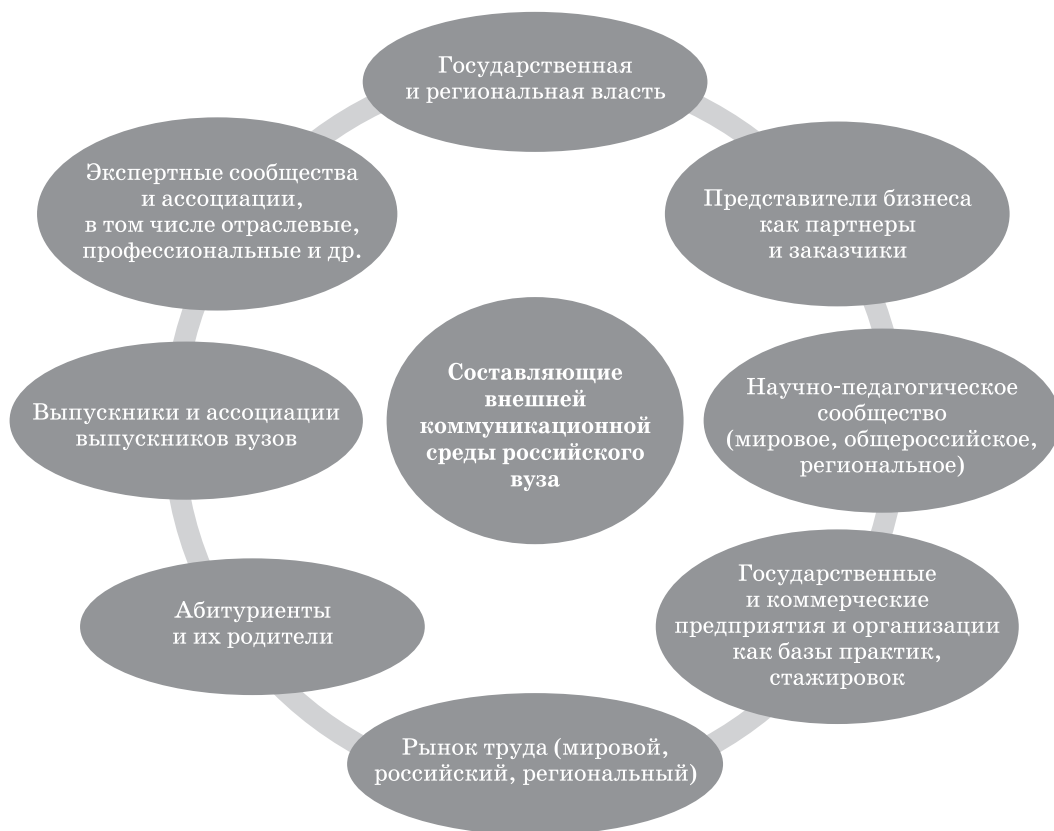 Государственная
и региональная власть
Представители бизнеса
как партнеры
и заказчики
Научно-педагогическое
сообщество
(мировое, общероссийское,
региональное)
Государственные
и коммерческие
предприятия и организации
как базы практик,
стажировок
Рынок труда (мировой,
российский, региональный)
Абитуриенты
и их родители
Выпускники и ассоциации
выпускников вузов
Экспертные сообщества
и ассоциации,
в том числе отраслевые,
профессиональные и др.
Составляющие
внешней
коммуникационной
среды российского
вуза